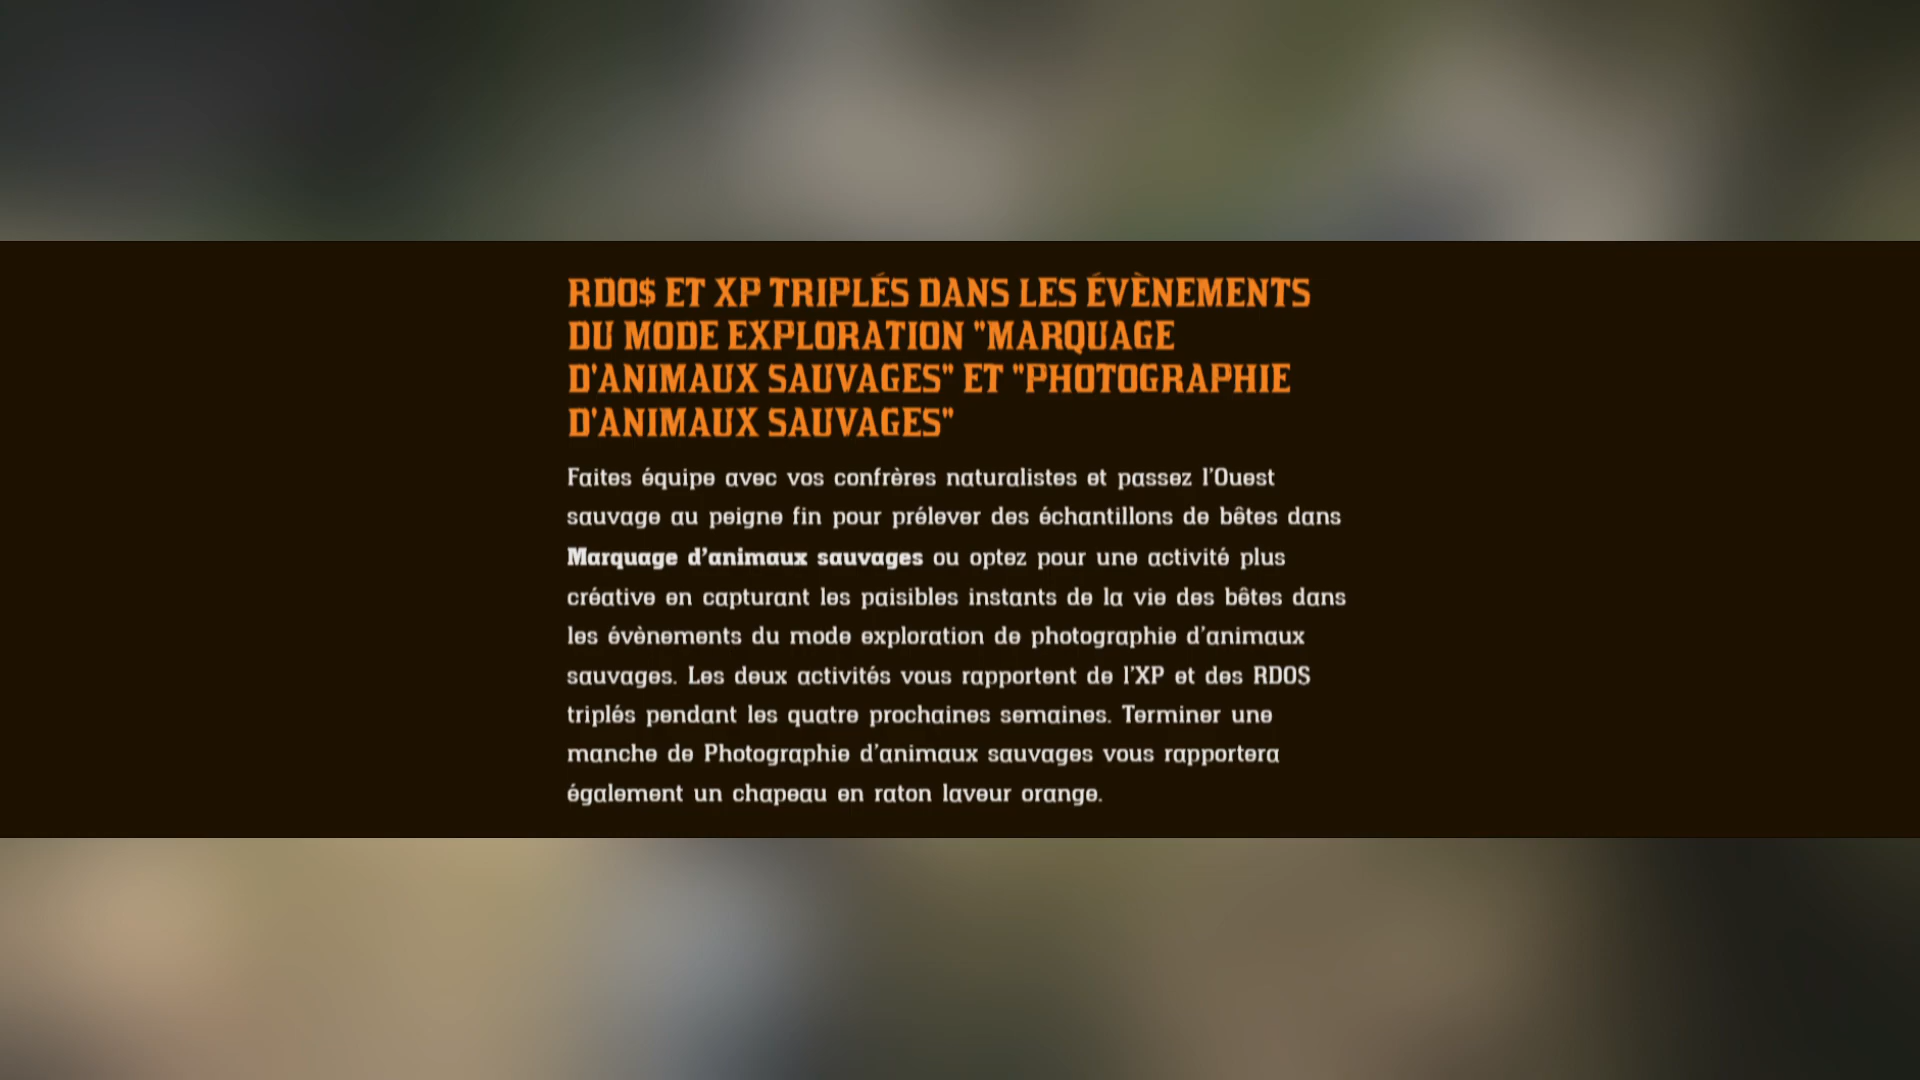 RDO$ ET XP TRIPLÉS DANS LES ÉVÈNEMENTS
DU MODE EXPLORATION "MARQUAGE
D'ANIMAUX SAUVAGES" ET "PHOTOGRAPHIE
D'ANIMAUX SAUVAGES"
Faites équipe avec vos confrères naturalistes et passez l'Ouest
sauvage au peigne fin pour prélever des échantillons de bêtes dans
Marquage d'animaux sauvages ou optez pour une activité plus
créative en capturant les paisibles instants de la vie des bêtes dans
les évènements du mode exploration de photographie d'animaux
sauvages. Les deux activités vous rapportent de l'XP et des RDOS
triplés pendant les quatre prochaines semaines. Terminer une
manche de Photographie d'animaux sauvages vous rapportera
également un chapeau en raton laveur orange.